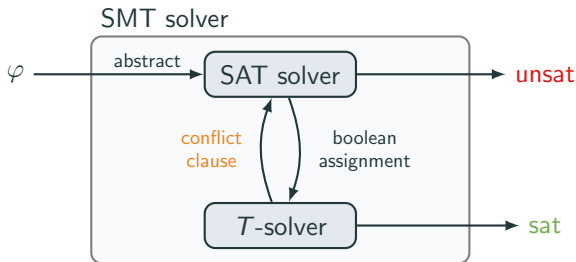 SMT solver
φ
abstract
SAT solver
unsat
conflict
clause
boolean
assignment
T-solver
sat